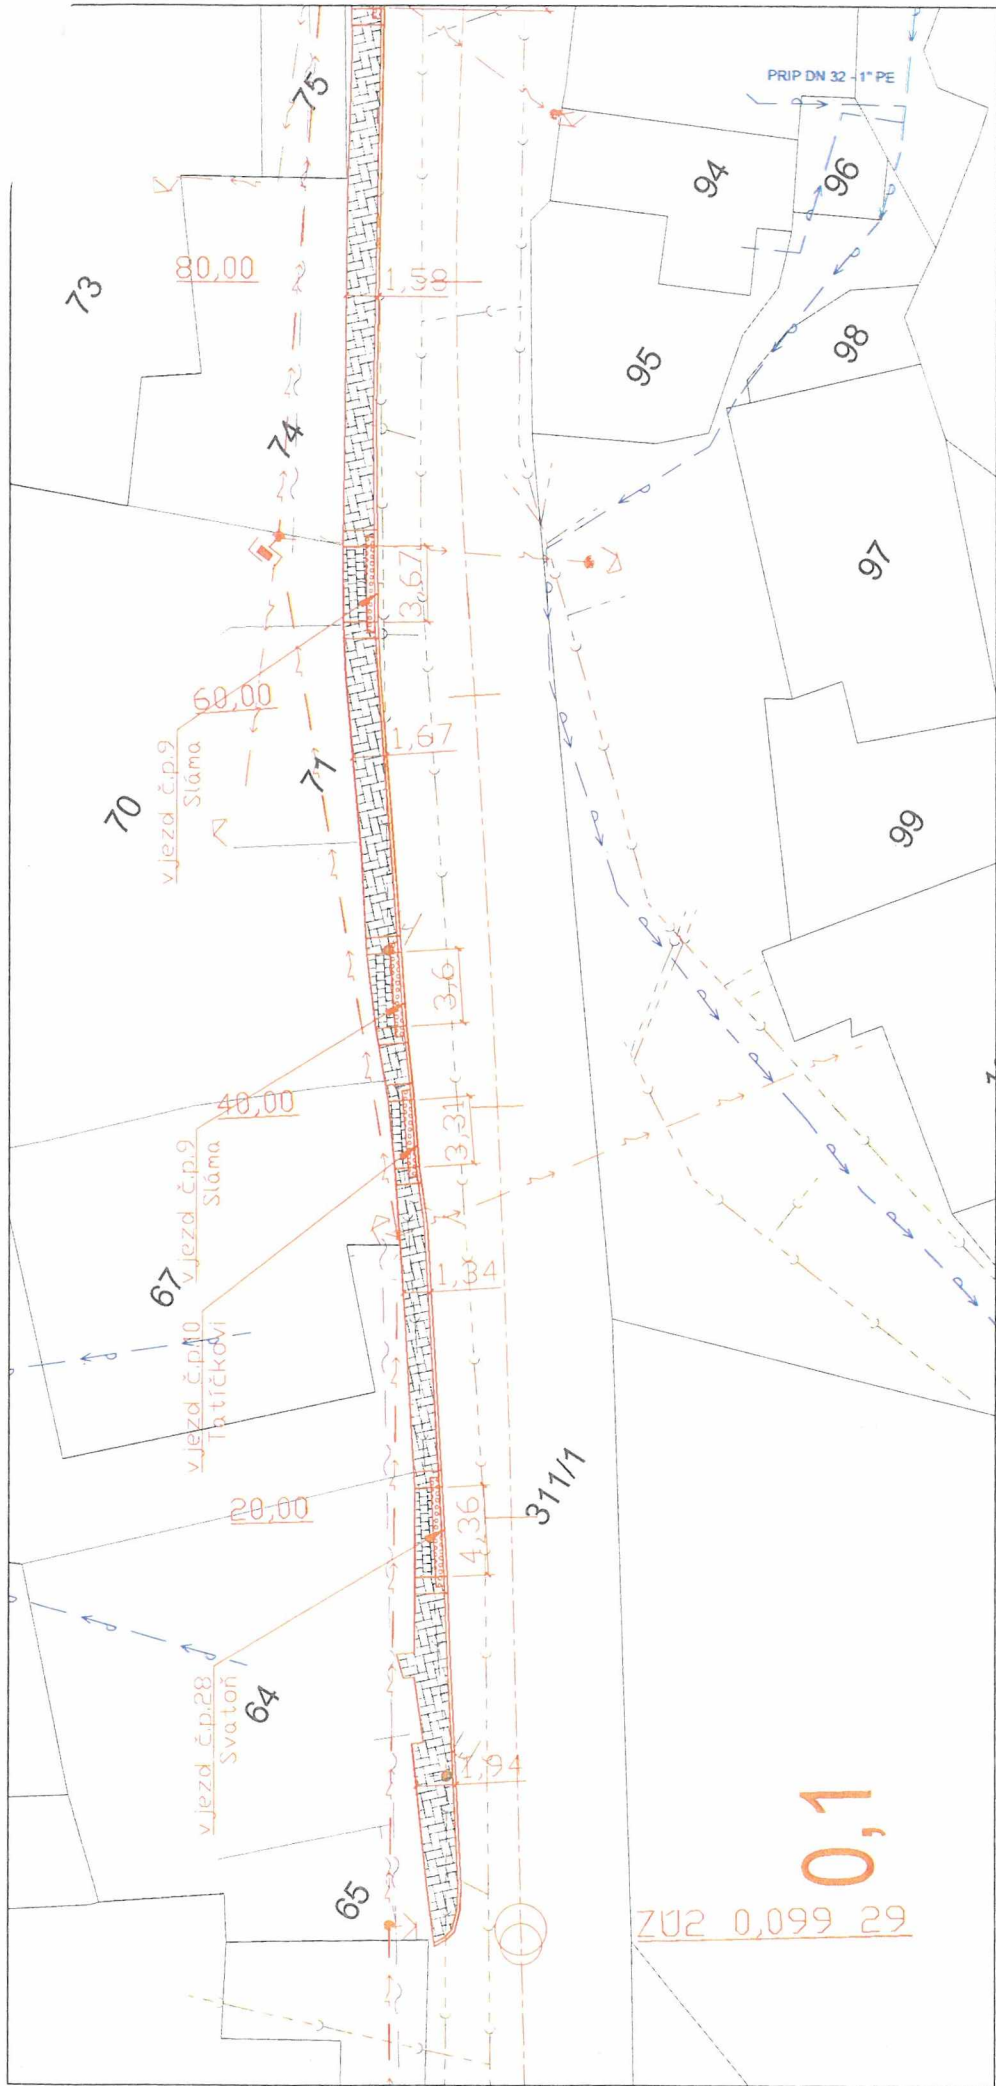 75
PRIP DN 32 - 1" PE
94
96
73
80,00
1,58
95
98
74
97
3,67
60,00
vjezd č.p.9
Sláma
70
71
1,67
99
3,6
40,00
vjezd č.p.9
Sláma
3,31
67
1,34
vjezd č.p.10
Tatíčkovi
20,00
4,36
311/1
vjezd č.p.28
Svatoň
64
1,94
0,1
65
ZÚ2 0,099 29